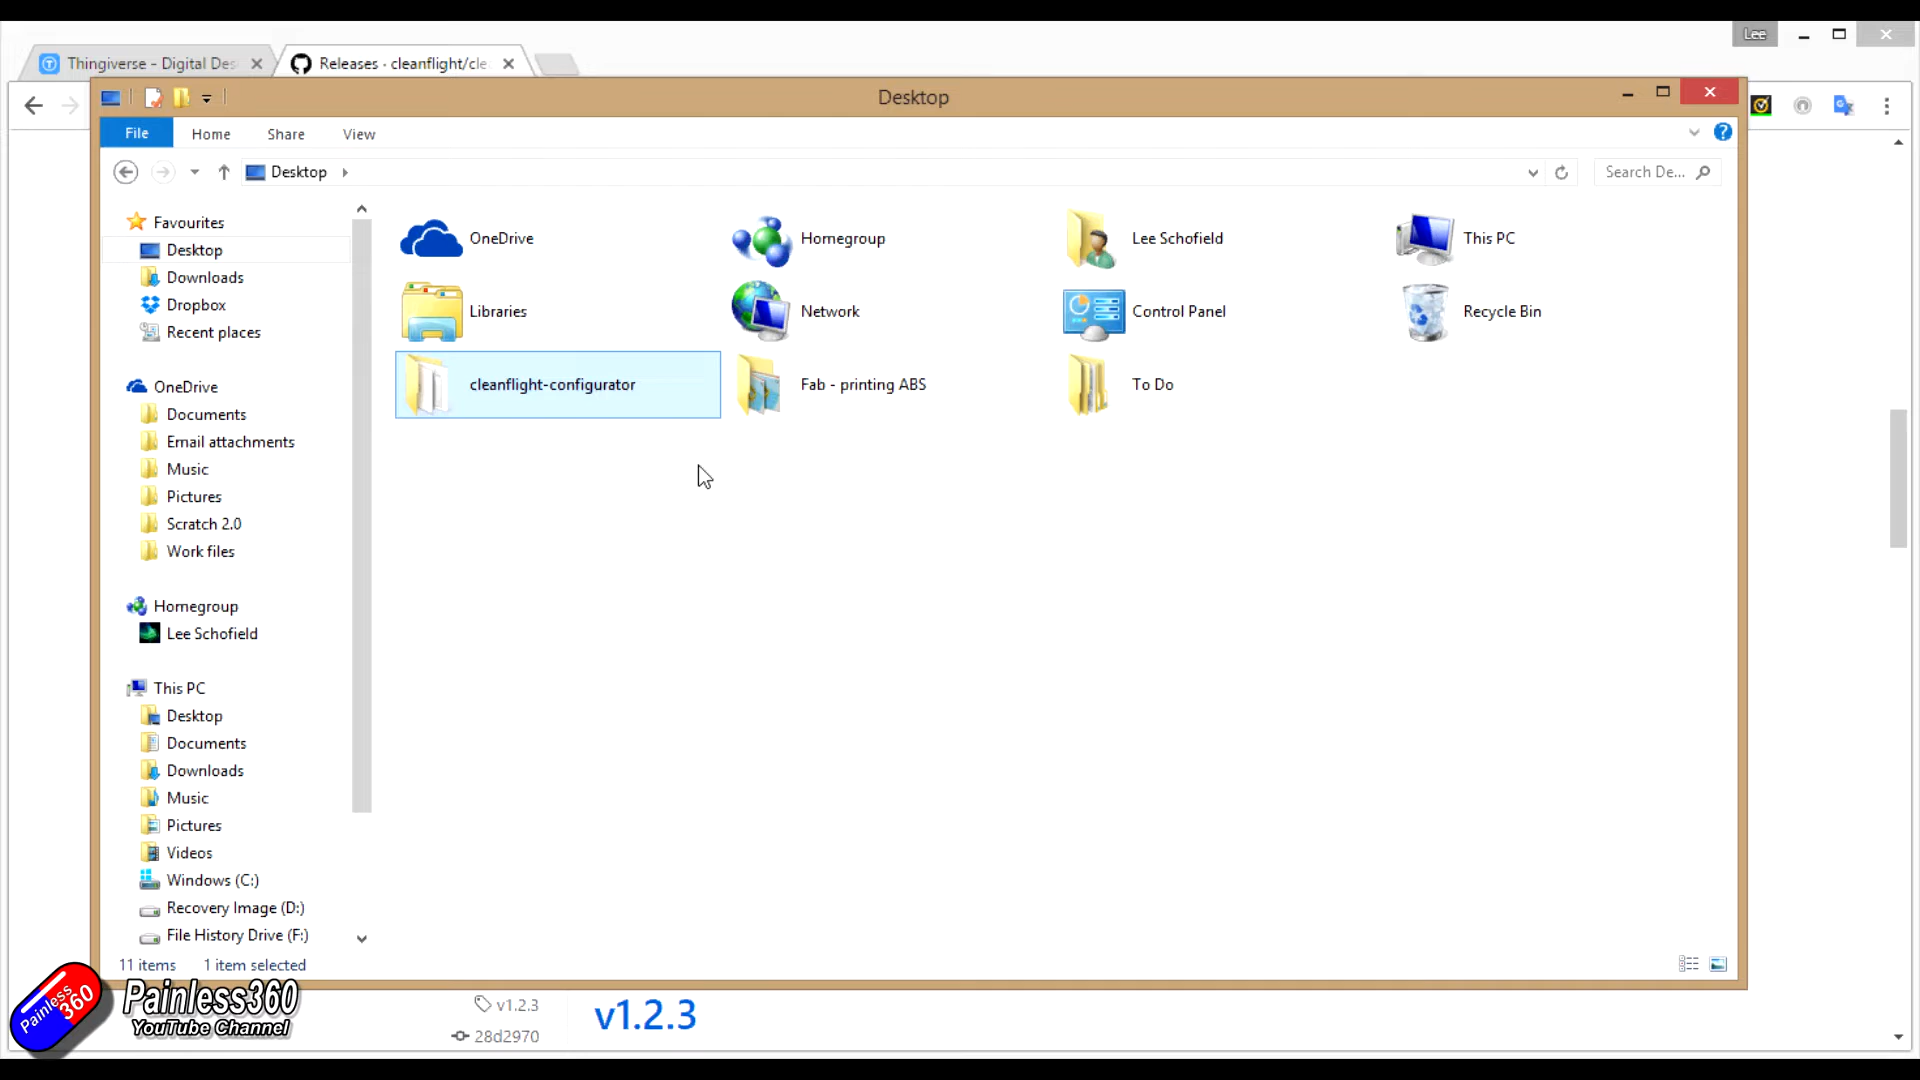 Lee
Thingiverse - Digital Des
Releases · cleanflight/cle
Desktop
File
Home
Share
View
Desktop
Search De...
Favourites
Desktop
Downloads
Dropbox
Recent places
OneDrive
Documents
Email attachments
Music
Pictures
Scratch 2.0
Work files
Homegroup
Lee Schofield
This PC
Desktop
Documents
Downloads
Music
Pictures
Videos
Windows (C:)
Recovery Image (D:)
File History Drive (F:)
OneDrive
Homegroup
Lee Schofield
This PC
Libraries
Network
Control Panel
Recycle Bin
cleanflight-configurator
Fab - printing ABS
To Do
11 items
1 item selected
Painless
360
Painless360
YouTube Channel
v1.2.3
28d2970
v1.2.3